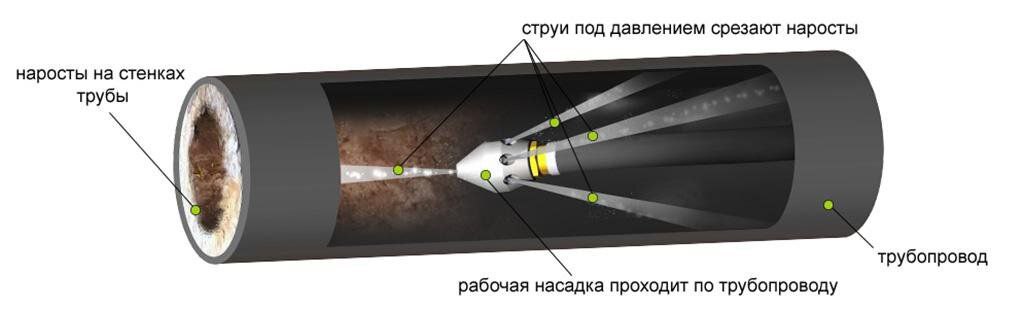 струи под давлением срезают наросты
наросты на стенках
трубы
трубопровод
рабочая насадка проходит по трубопроводу